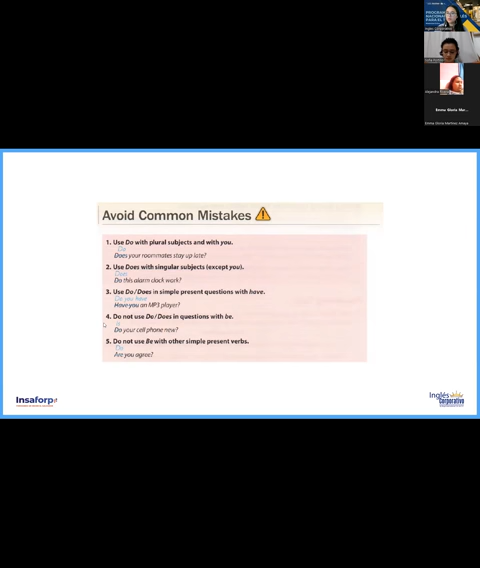 Avoid Common Mistakes
1. Use Do with plural subjects and with you.
Do
Does your roommates stay up late?
2. Use Does with singular subjects (except you).
Does
Do this alarm clock work?
3. Use Do/Does in simple present questions with have.
Do you have
Have you an MP3 player?
4. Do not use Do/Does in questions with be.
Is
Do your cell phone new?
5. Do not use Be with other simple present verbs.
Do
Are you agree?
Insaforp
Inglés
Corporativo
Emma Gloria Mar...